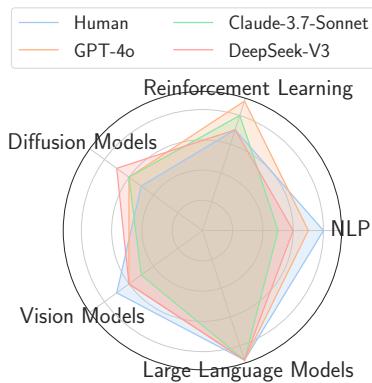 Human
GPT-4o
Claude-3.7-Sonnet
DeepSeek-V3
Reinforcement Learning
Diffusion Models
NLP
Vision Models
Large Language Models